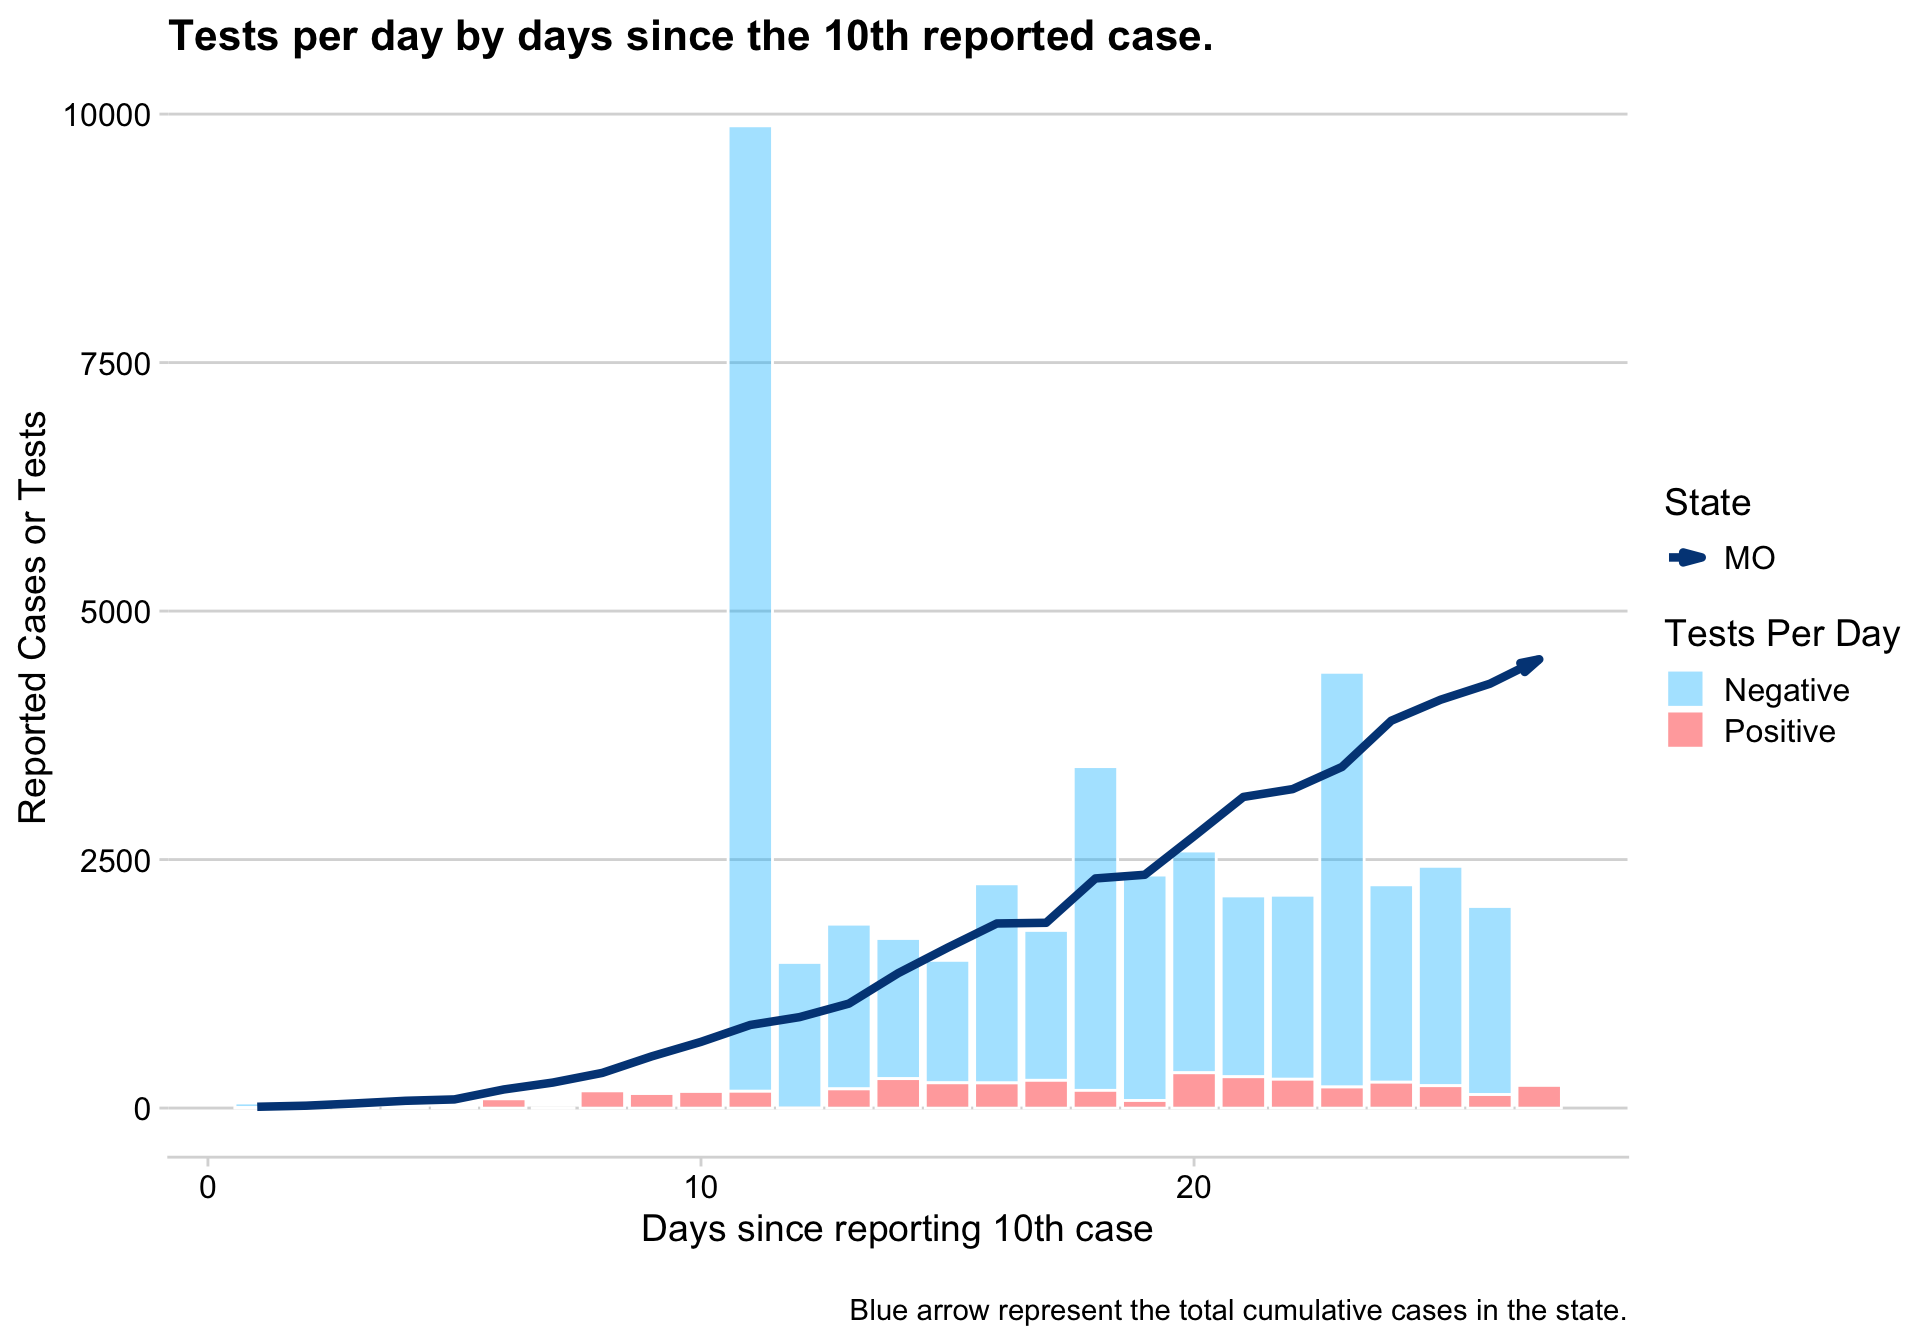 Tests per day by days since the 10th reported case.
10000
7500
5000
2500
0
Reported Cases or Tests
0 10 20
Days since reporting 10th case
State
MO
Tests Per Day
Negative
Positive
Blue arrow represent the total cumulative cases in the state.